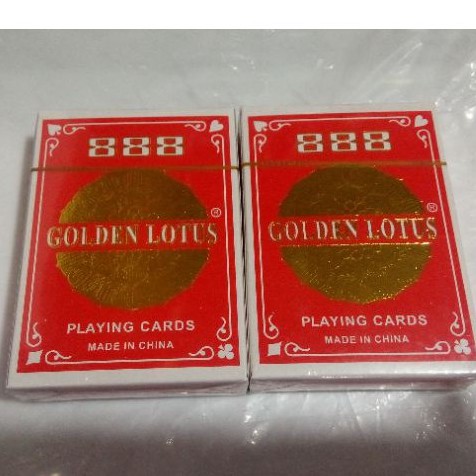 888
GOLDEN LOTUS ®
PLAYING CARDS
MADE IN CHINA
888
GOLDEN LOTUS ®
PLAYING CARDS
MADE IN CHINA